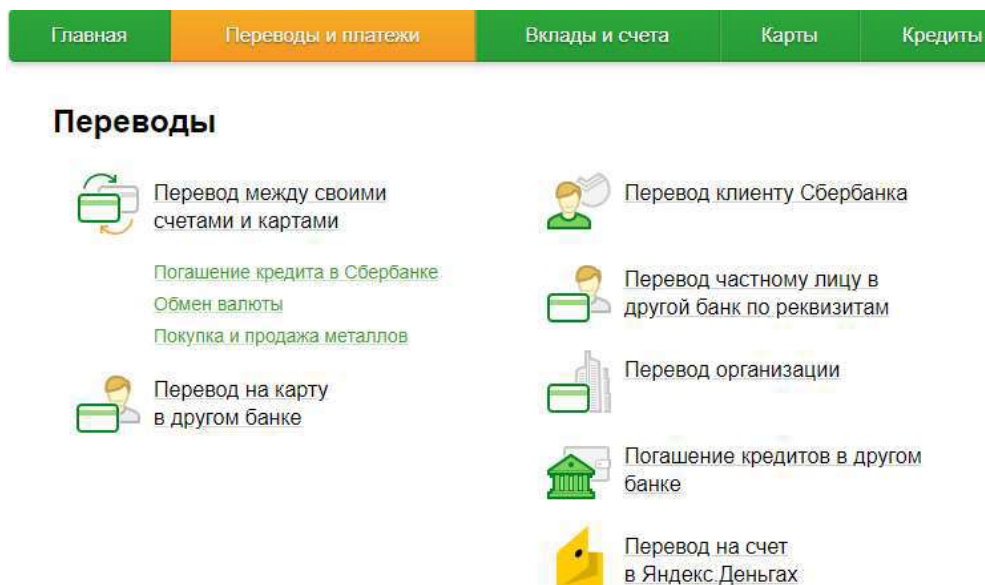 Главная
Переводы и платежи
Вклады и счета
Карты
Кредиты
Переводы
Перевод между своими
счетами и картами
Погашение кредита в Сбербанке
Обмен валюты
Покупка и продажа металлов
Перевод на карту
в другом банке
Перевод клиенту Сбербанка
Перевод частному лицу в
другой банк по реквизитам
Перевод организации
Погашение кредитов в другом
банке
Перевод на счет
в Яндекс.Деньгах